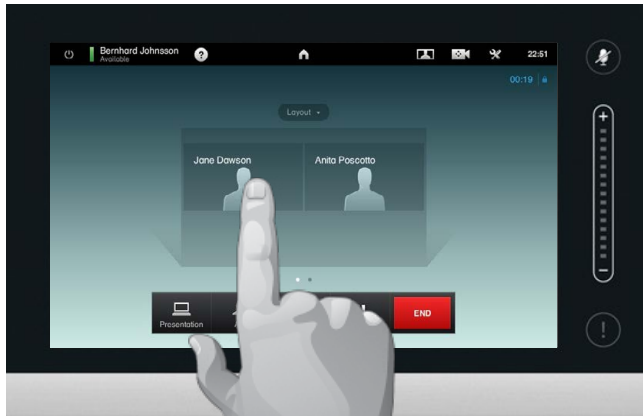 Bernhard Johnsson
Available
?
22:51
00:19
Layout
Jane Dawson
Anita Poscotto
+
-
Presentation
END
!